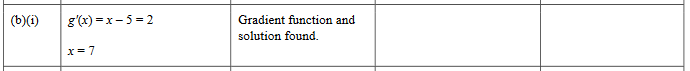 (b)(i) g'(x) = x – 5 = 2 Gradient function and
solution found.
x = 7